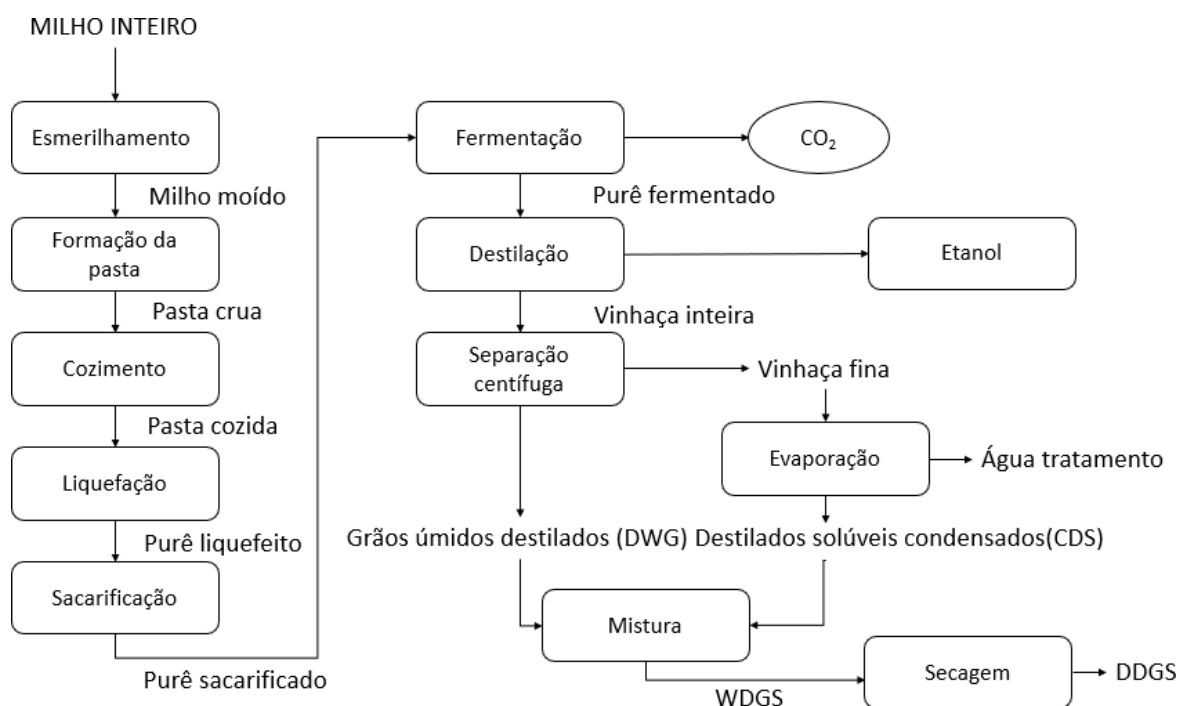 MILHO INTEIRO
Esmerilhamento
Milho moído
Formação da
pasta
Pasta crua
Cozimento
Pasta cozida
Liquefação
Purê liquefeito
Sacarificação
Purê sacarificado
Fermentação
CO₂
Purê fermentado
Destilação
Etanol
Vinhaça inteira
Separação
centífuga
Vinhaça fina
Evaporação
Água tratamento
Grãos úmidos destilados (DWG)
Destilados solúveis condensados(CDS)
Mistura
WDGS
Secagem
DDGS